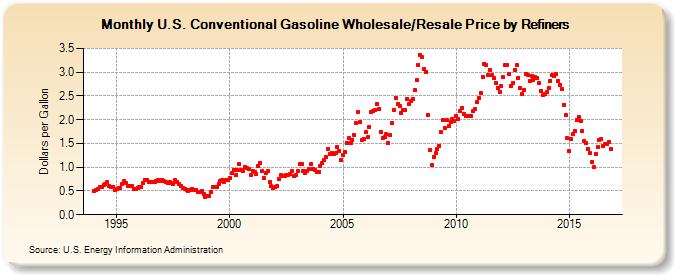 Monthly U.S. Conventional Gasoline Wholesale/Resale Price by Refiners
Dollars per Gallon
3.5
3.0
2.5
2.0
1.5
1.0
0.5
0.0
1995 2000 2005 2010 2015
Source: U.S. Energy Information Administration